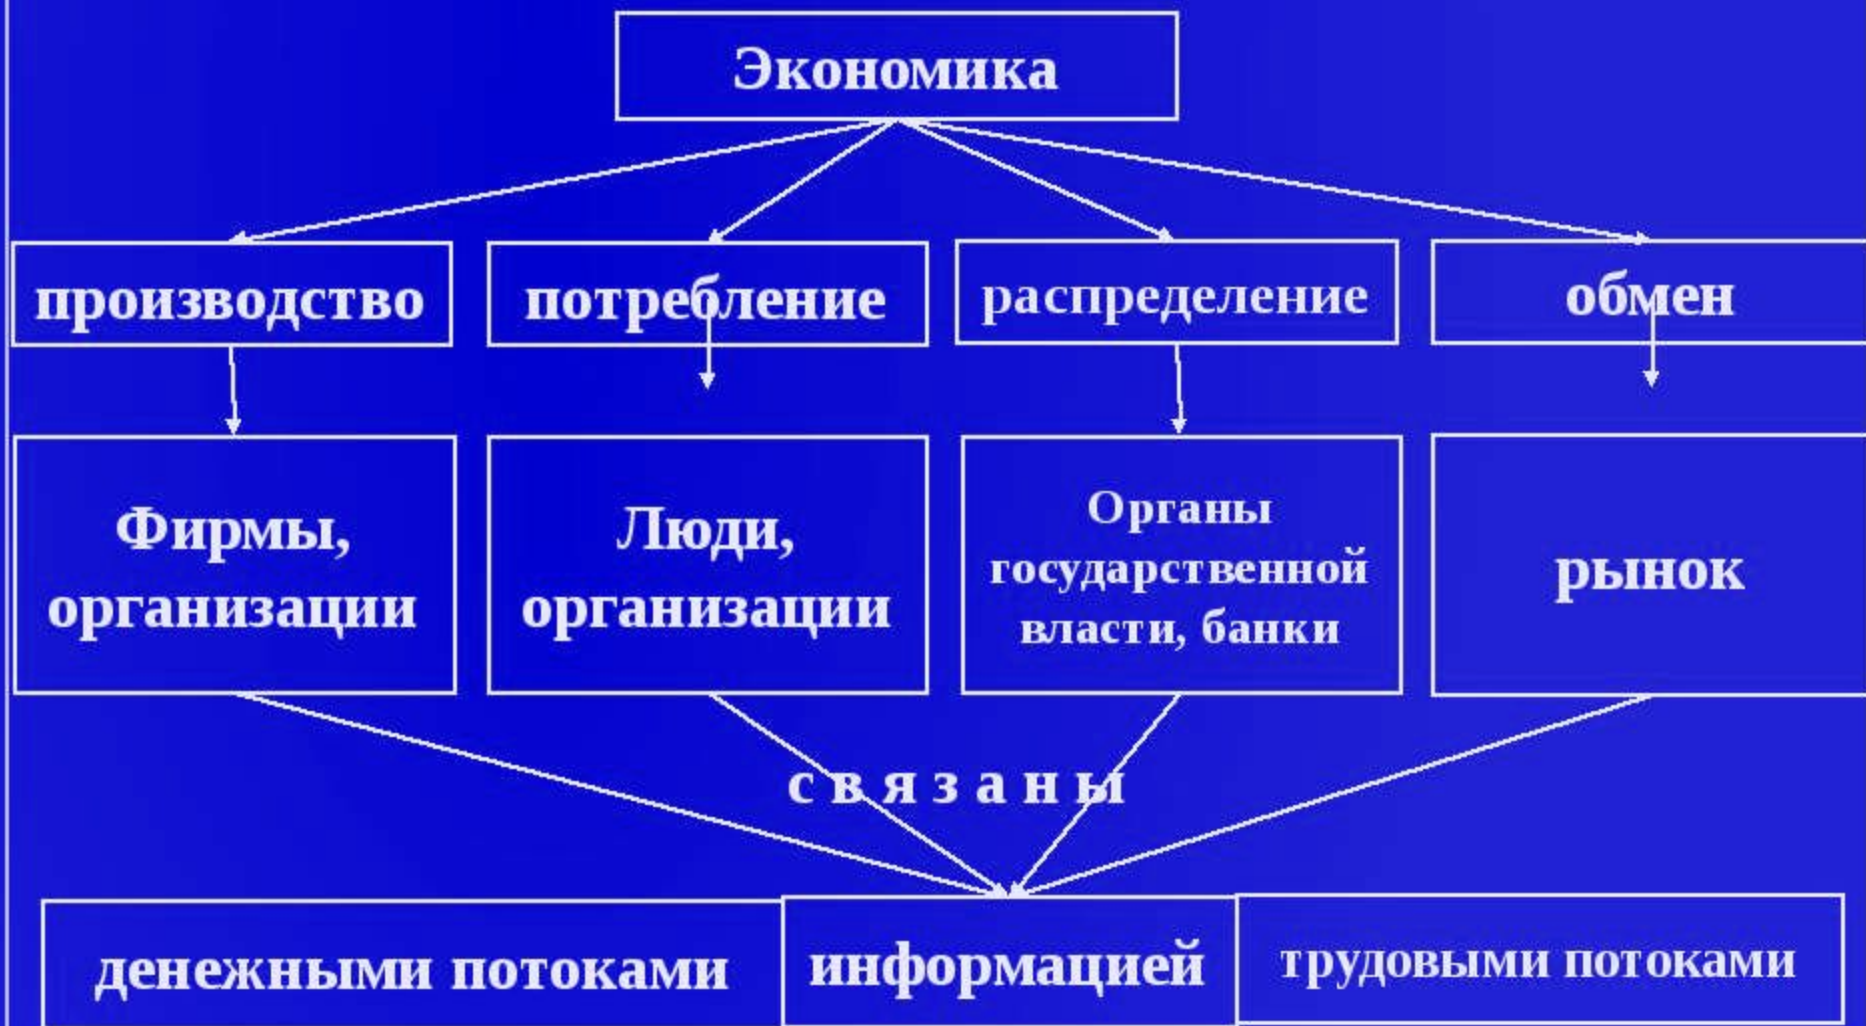 Экономика
производство
потребление
распределение
обмен
Фирмы,
организации
Люди,
организации
Органы
государственной
власти, банки
рынок
связаны
денежными потоками
информацией
трудовыми потоками